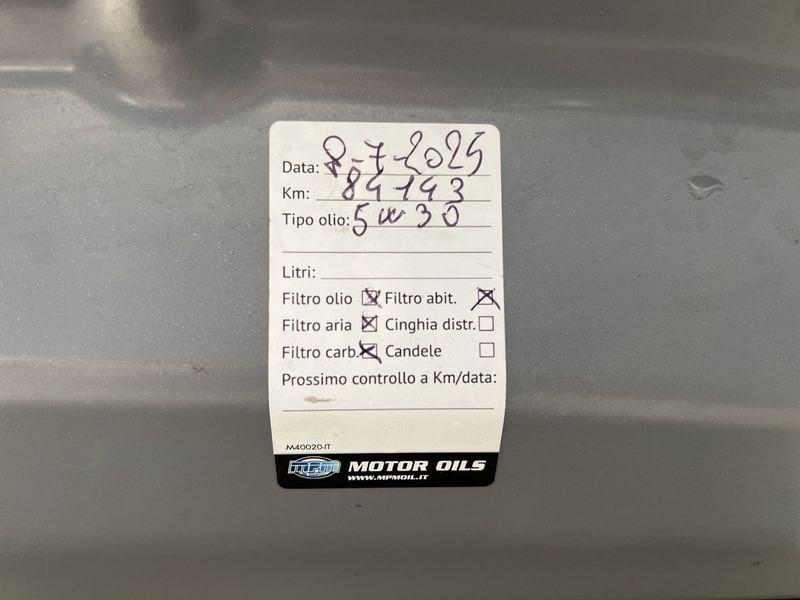 Data: 8-7-2025
Km: 84143
Tipo olio: 5w30
Litri:
Filtro olio Filtro abit.
Filtro aria Cinghia distr.
Filtro carb. Candele
Prossimo controllo a Km/data:
M40020-IT
mpm MOTOR OILS
WWW.MPMOIL.IT